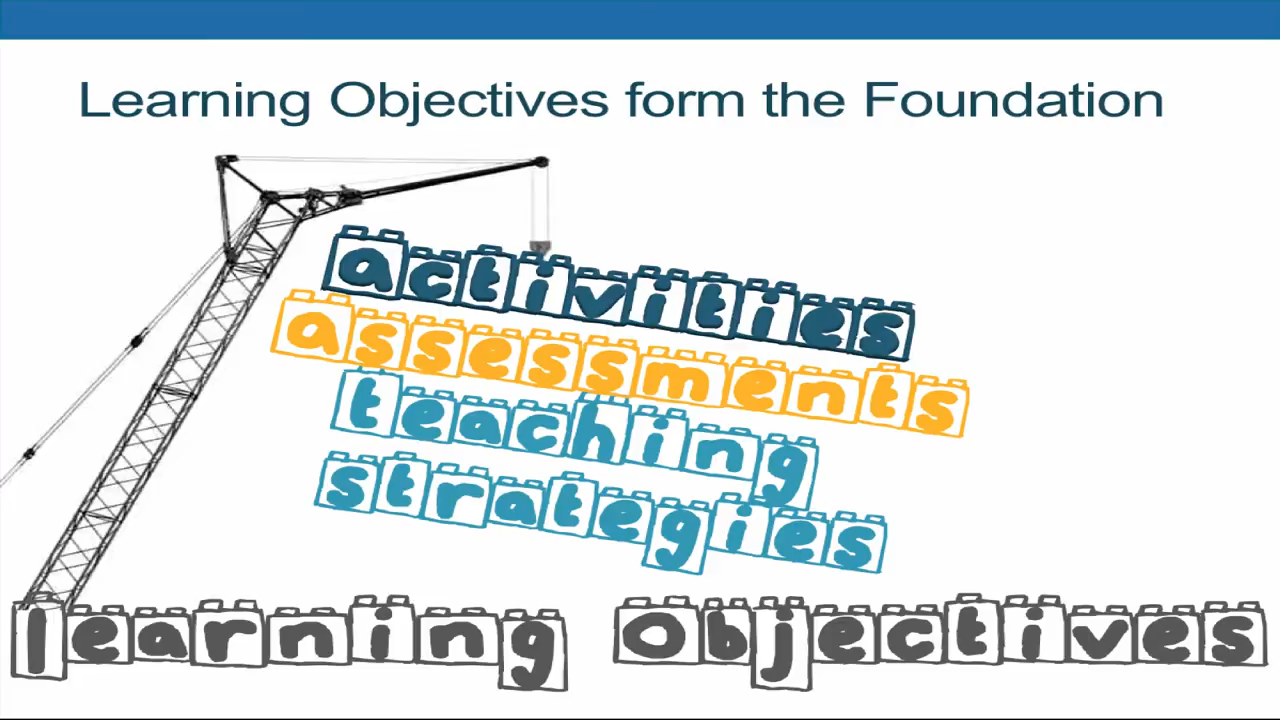 Learning Objectives form the Foundation
activities
assessments
teaching
strategies
learning Objectives